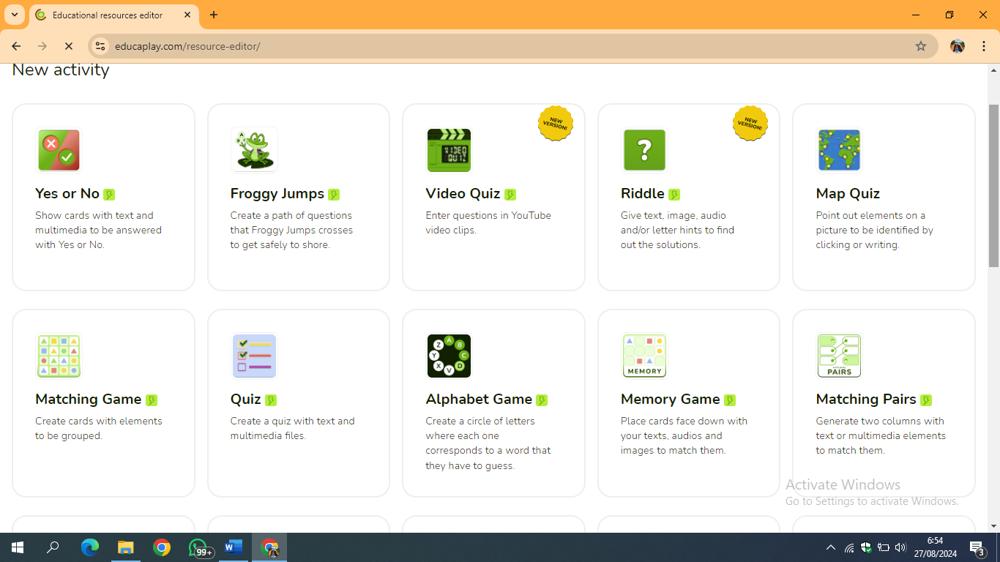 Educational resources editor
educaplay.com/resource-editor/
New activity
Yes or No
Show cards with text and
multimedia to be answered
with Yes or No.
Froggy Jumps
Create a path of questions
that Froggy Jumps crosses
to get safely to shore.
NEW
VERSION!
VIDEO
QUIZ
Video Quiz
Enter questions in YouTube
video clips.
NEW
VERSION!
?
Riddle
Give text, image, audio
and/or letter hints to find
out the solutions.
Map Quiz
Point out elements on a
picture to be identified by
clicking or writing.
Matching Game
Create cards with elements
to be grouped.
Quiz
Create a quiz with text and
multimedia files.
A
B
C
D
V
X
Y
Z
Alphabet Game
Create a circle of letters
where each one
corresponds to a word that
they have to guess.
MEMORY
Memory Game
Place cards face down with
your texts, audios and
images to match them.
PAIRS
Matching Pairs
Generate two columns with
text or multimedia elements
to match them.
Activate Windows
Go to Settings to activate Windows.
99+
W
6:54
27/08/2024
3